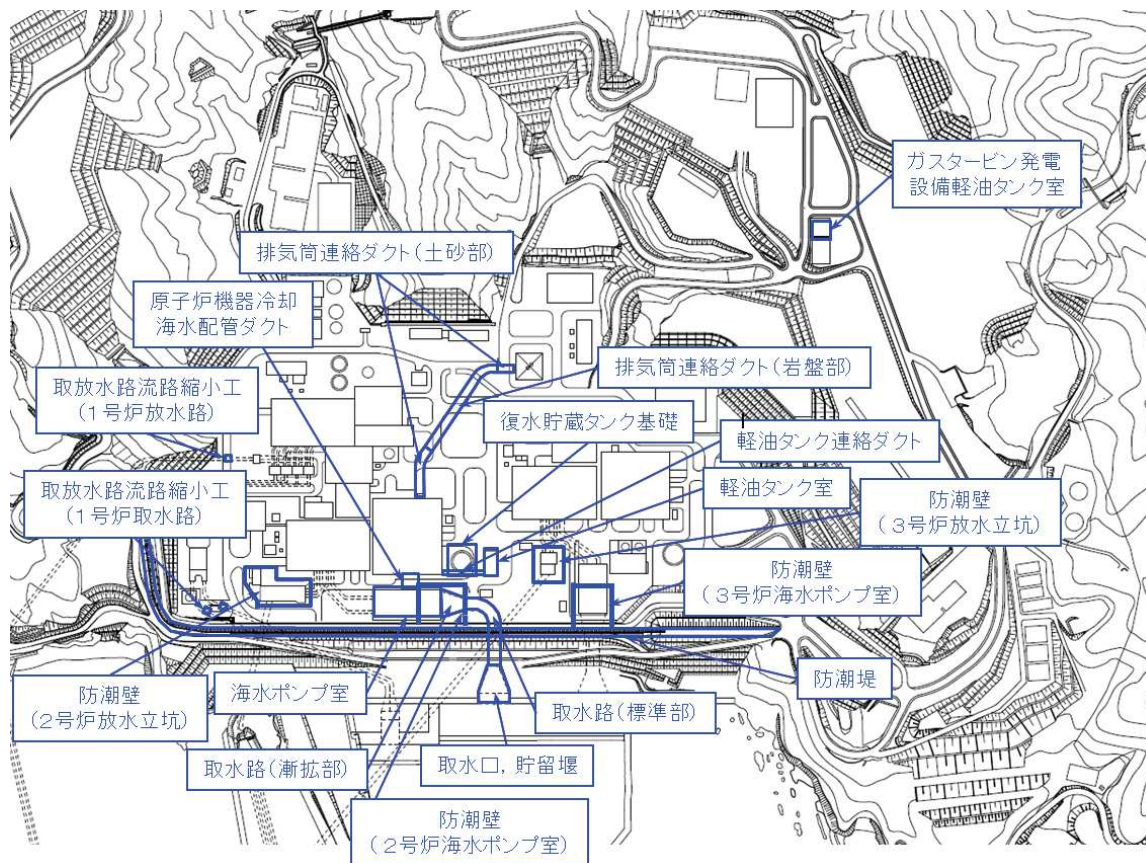 ガスタービン発電
設備軽油タンク室
排気筒連絡ダクト(土砂部)
原子炉機器冷却
海水配管ダクト
排気筒連絡ダクト(岩盤部)
取放水路流路縮小工
(1号炉放水路)
復水貯蔵タンク基礎
軽油タンク連絡ダクト
取放水路流路縮小工
(1号炉取水路)
軽油タンク室
防潮壁
(3号炉放水立坑)
防潮壁
(3号炉海水ポンプ室)
防潮壁
(2号炉放水立坑)
海水ポンプ室
取水路(標準部)
防潮堤
取水路(漸拡部)
取水口,貯留堰
防潮壁
(2号炉海水ポンプ室)